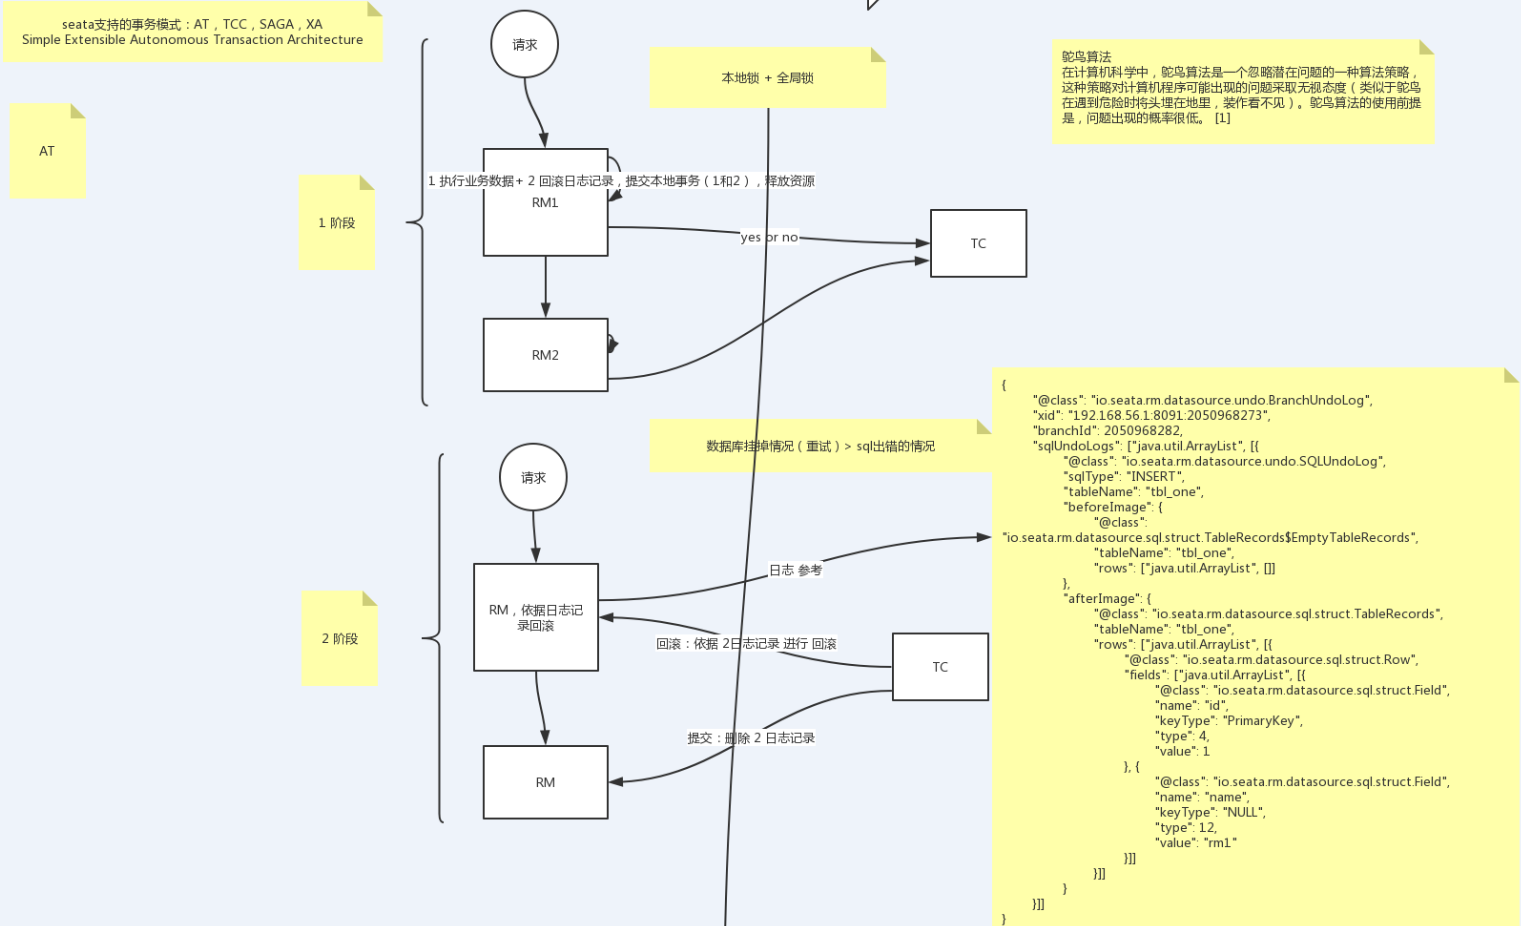 seata支持的事务模式：AT，TCC，SAGA，XA
Simple Extensible Autonomous Transaction Architecture
AT
1 阶段
请求
1 执行业务数据+ 2 回滚日志记录，提交本地事务（1和2），释放资源
RM1
yes or no
TC
RM2
本地锁 + 全局锁
鸵鸟算法
在计算机科学中，鸵鸟算法是一个忽略潜在问题的一种算法策略，
这种策略对计算机程序可能出现的问题采取无视态度（类似于鸵鸟
在遇到危险时将头埋在地里，装作看不见）。鸵鸟算法的使用前提
是，问题出现的概率很低。 [1]
数据库挂掉情况（重试）> sql出错的情况
2 阶段
请求
RM，依据日志记
录回滚
日志 参考
回滚：依据 2日志记录 进行 回滚
TC
提交：删除 2 日志记录
RM
{
"@class": "io.seata.rm.datasource.undo.BranchUndoLog",
"xid": "192.168.56.1:8091:2050968273",
"branchId": 2050968282,
"sqlUndoLogs": ["java.util.ArrayList", [{
"@class": "io.seata.rm.datasource.undo.SQLUndoLog",
"sqlType": "INSERT",
"tableName": "tbl_one",
"beforeImage": {
"@class":
"io.seata.rm.datasource.sql.struct.TableRecords$EmptyTableRecords",
"tableName": "tbl_one",
"rows": ["java.util.ArrayList", []]
},
"afterImage": {
"@class": "io.seata.rm.datasource.sql.struct.TableRecords",
"tableName": "tbl_one",
"rows": ["java.util.ArrayList", [{
"@class": "io.seata.rm.datasource.sql.struct.Row",
"fields": ["java.util.ArrayList", [{
"@class": "io.seata.rm.datasource.sql.struct.Field",
"name": "id",
"keyType": "PrimaryKey",
"type": 4,
"value": 1
}, {
"@class": "io.seata.rm.datasource.sql.struct.Field",
"name": "name",
"keyType": "NULL",
"type": 12,
"value": "rm1"
}]]
}]]
}
}]]
}